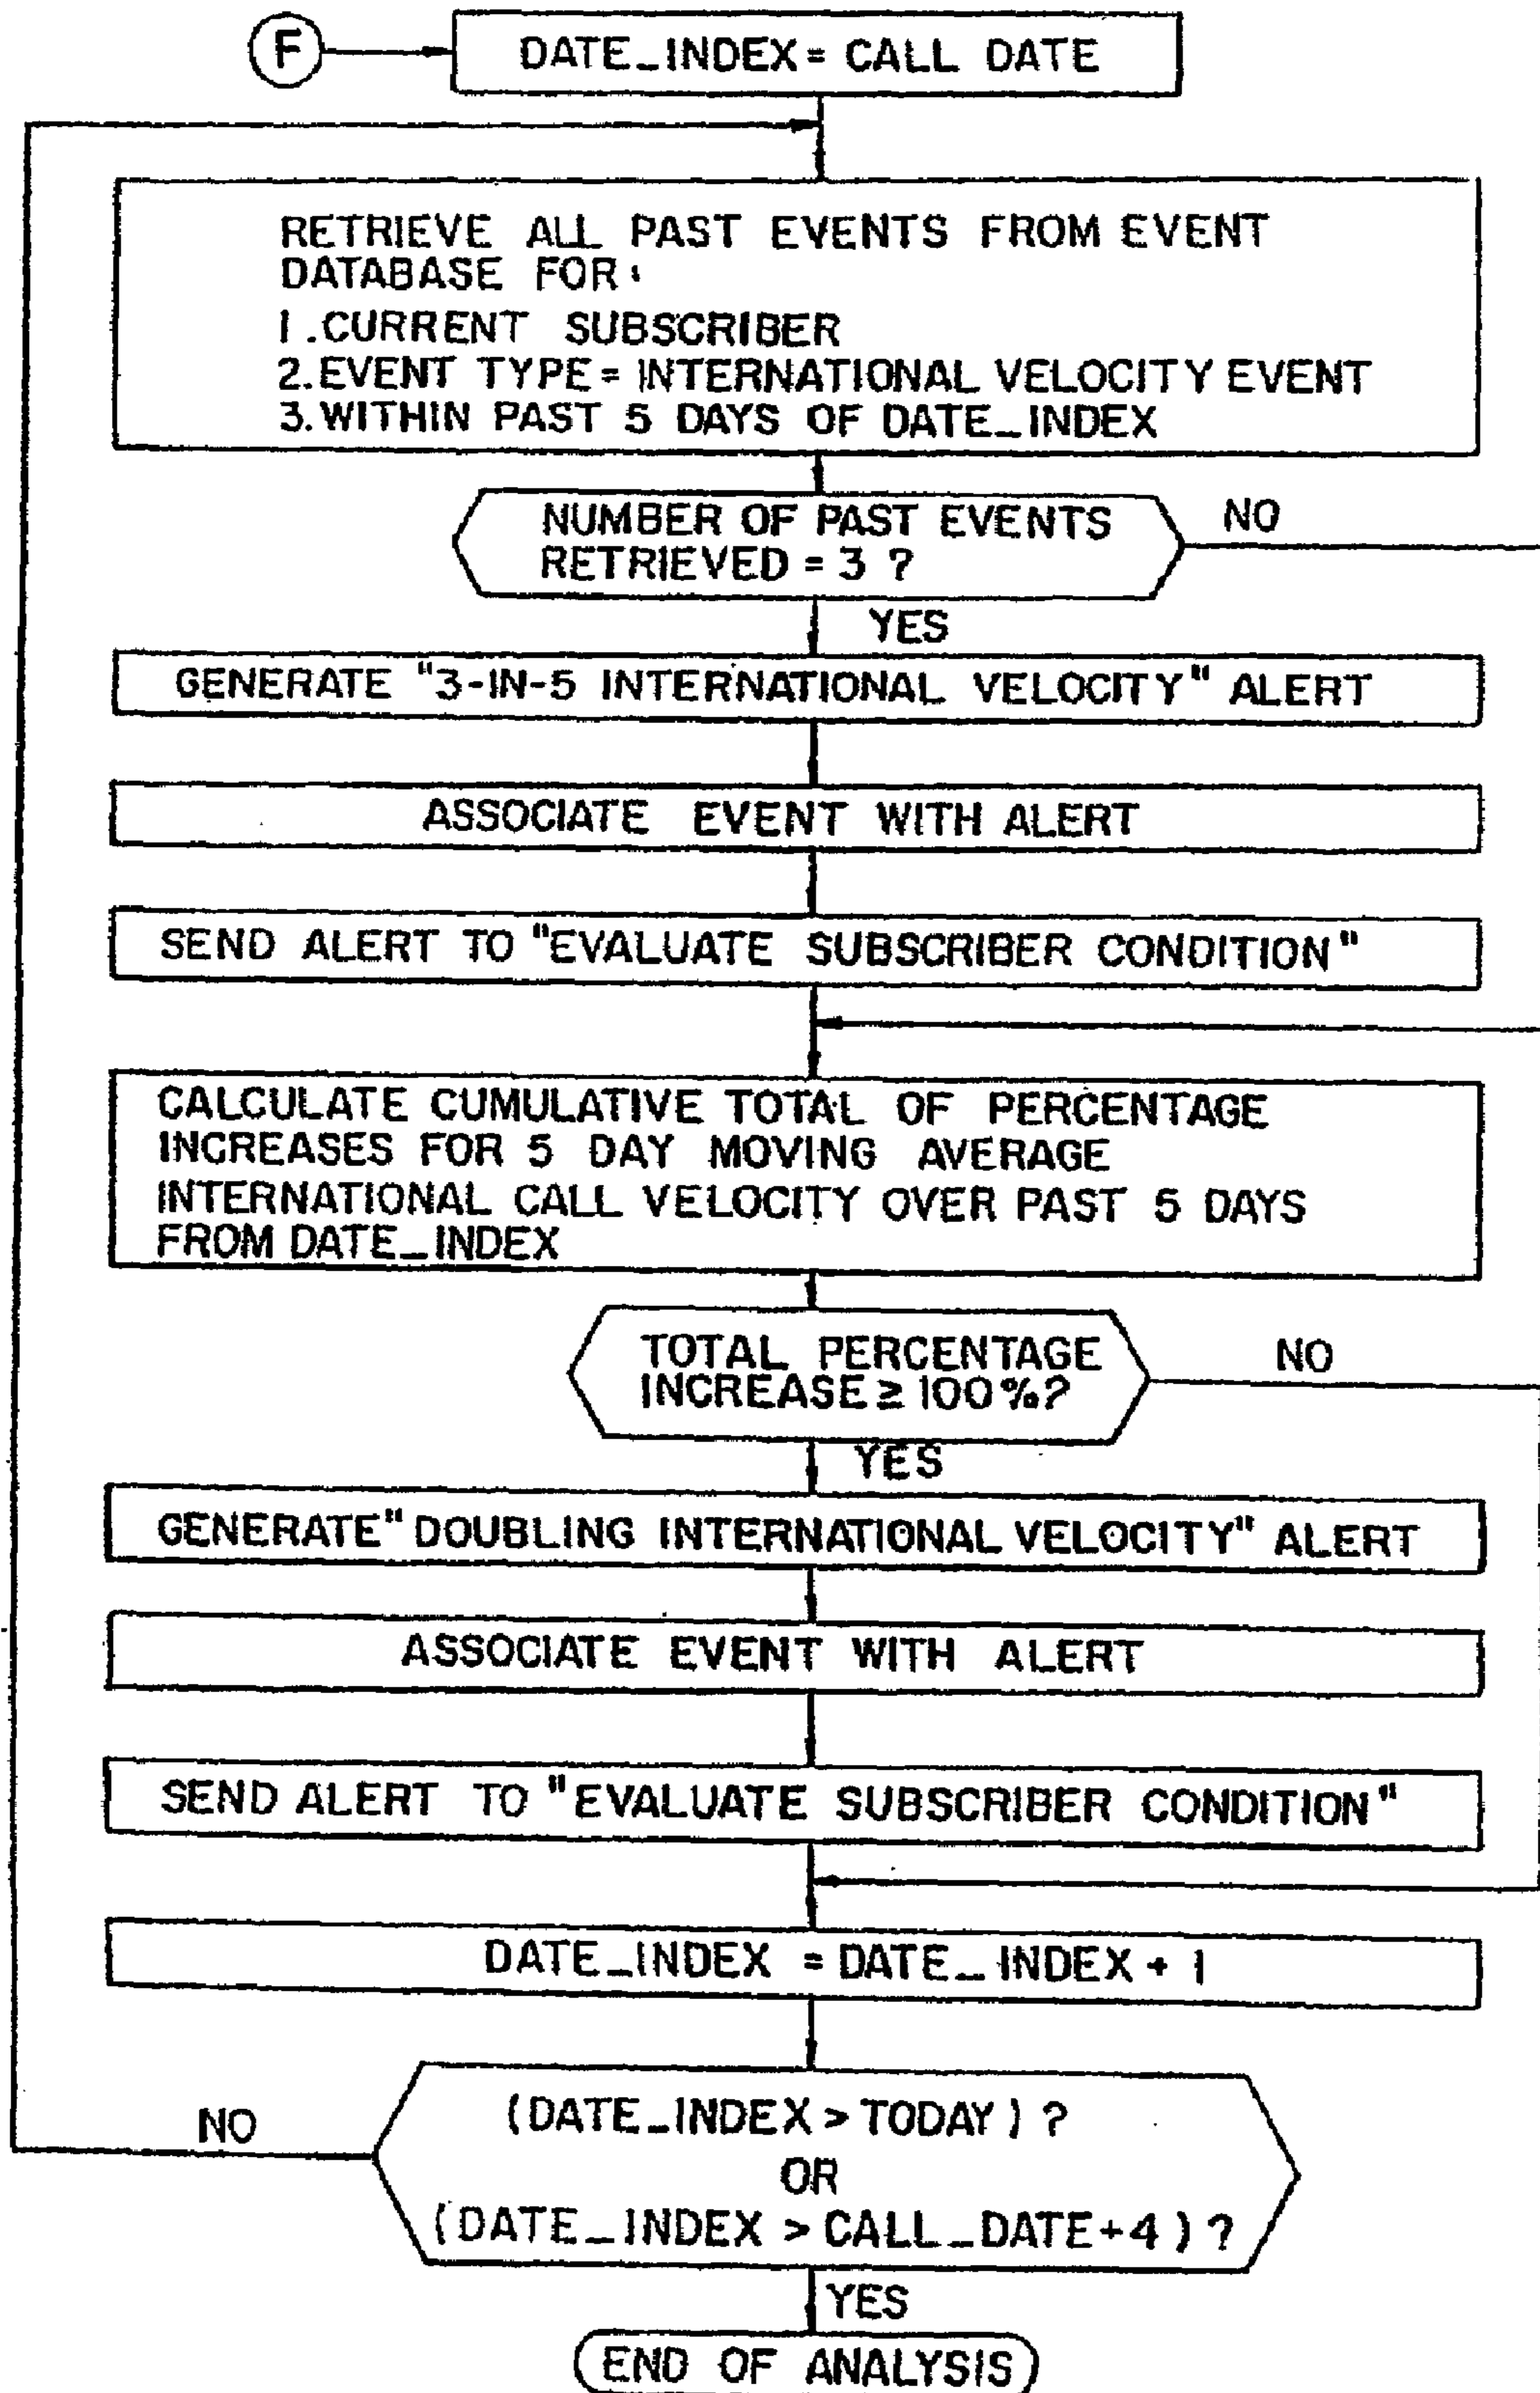 F
DATE_INDEX = CALL DATE
RETRIEVE ALL PAST EVENTS FROM EVENT
DATABASE FOR:
1. CURRENT SUBSCRIBER
2. EVENT TYPE = INTERNATIONAL VELOCITY EVENT
3. WITHIN PAST 5 DAYS OF DATE_INDEX
NUMBER OF PAST EVENTS
RETRIEVED = 3 ?
NO
YES
GENERATE "3-IN-5 INTERNATIONAL VELOCITY" ALERT
ASSOCIATE EVENT WITH ALERT
SEND ALERT TO "EVALUATE SUBSCRIBER CONDITION"
CALCULATE CUMULATIVE TOTAL OF PERCENTAGE
INCREASES FOR 5 DAY MOVING AVERAGE
INTERNATIONAL CALL VELOCITY OVER PAST 5 DAYS
FROM DATE_INDEX
TOTAL PERCENTAGE
INCREASE ≥ 100%?
NO
YES
GENERATE "DOUBLING INTERNATIONAL VELOCITY" ALERT
ASSOCIATE EVENT WITH ALERT
SEND ALERT TO "EVALUATE SUBSCRIBER CONDITION"
DATE_INDEX = DATE_INDEX + 1
NO
(DATE_INDEX > TODAY) ?
OR
(DATE_INDEX > CALL_DATE+4) ?
YES
END OF ANALYSIS